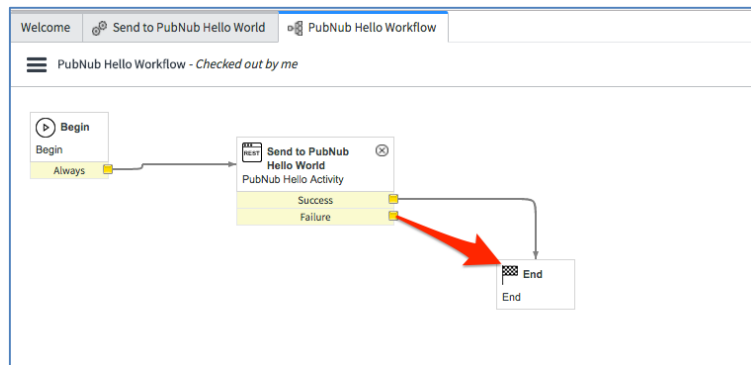 Welcome
Send to PubNub Hello World
PubNub Hello Workflow
PubNub Hello Workflow - Checked out by me
Begin
Begin
Always
REST
Send to PubNub
Hello World
PubNub Hello Activity
Success
Failure
End
End